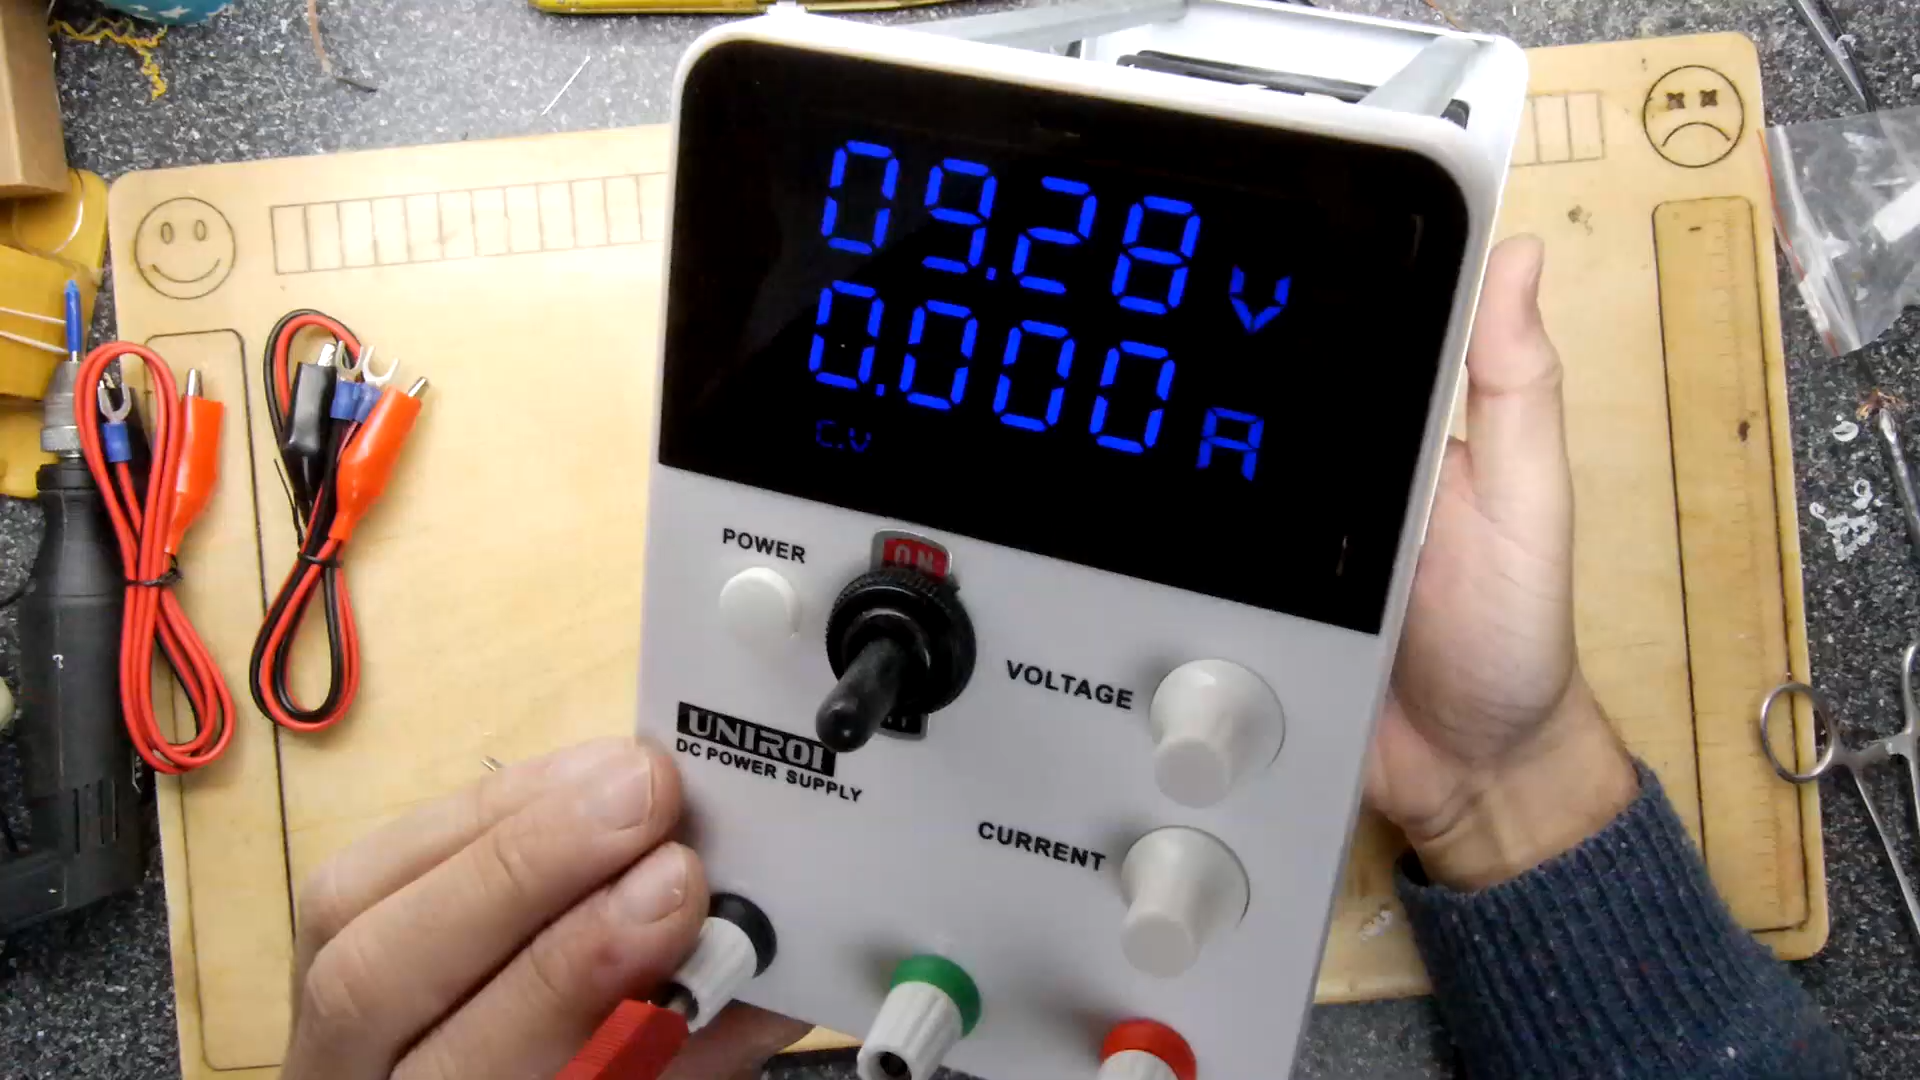 09.28 V
0.000 A
C.V
POWER
ON
VOLTAGE
UNIROI
DC POWER SUPPLY
CURRENT